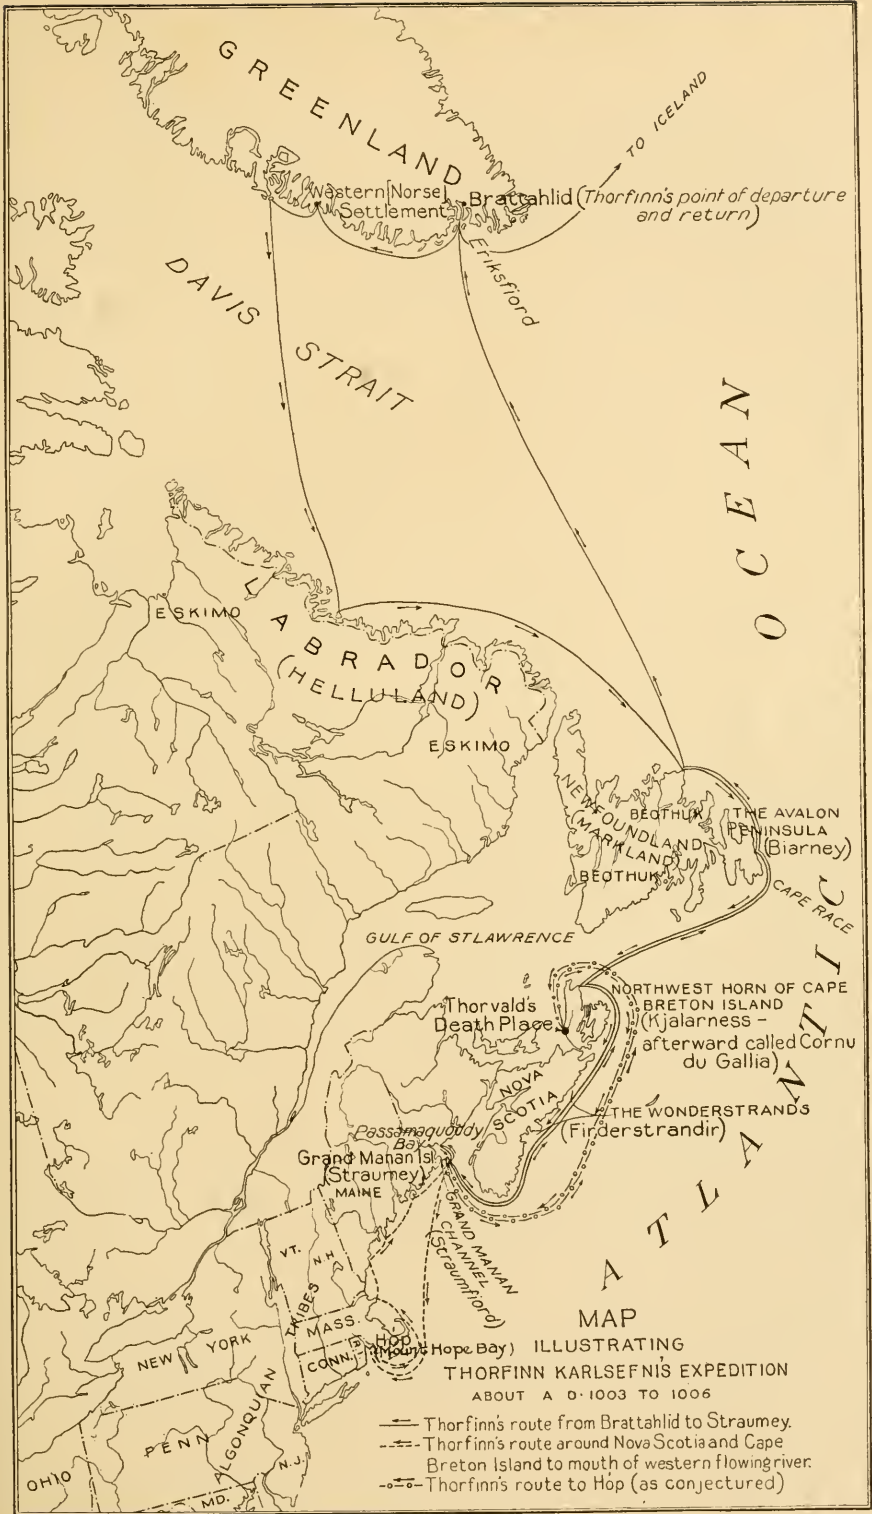 GREENLAND
TO ICELAND
Western [Norse]
Settlement
Brattahlid (Thorfinn's point of departure
and return)
Eriksfiord
DAVIS
STRAIT
OCEAN
ESKIMO
LABRADOR
(HELLULAND)
ESKIMO
NEWFOUNDLAND
(MARKLAND)
BEOTHUK
BEOTHUK
THE AVALON
PENINSULA
(Biarney)
CAPE RACE
GULF OF ST LAWRENCE
ATLANTIC
Thorvald's
Death Place
NORTHWEST HORN OF CAPE
BRETON ISLAND
(Kjalarness –
afterward called Cornu
du Gallia)
NOVA
SCOTIA
THE WONDERSTRANDS
(Firderstrandir)
Passamaquoddy
Bay
Grand Manan Isl.
(Straumey)
MAINE
GRAND MANAN
CHANNEL
(Straumfiord)
VT.
N.H.
TRIBES
MASS.
CONN.
R.I.
Hop
(Mount Hope Bay)
NEW YORK
ALGONQUIAN
PENN
N.J.
OHIO
MD.
MAP
ILLUSTRATING
THORFINN KARLSEFNI'S EXPEDITION
ABOUT A D. 1003 TO 1006
Thorfinn's route from Brattahlid to Straumey.
Thorfinn's route around Nova Scotia and Cape
Breton Island to mouth of western flowing river.
Thorfinn's route to Hóp (as conjectured)